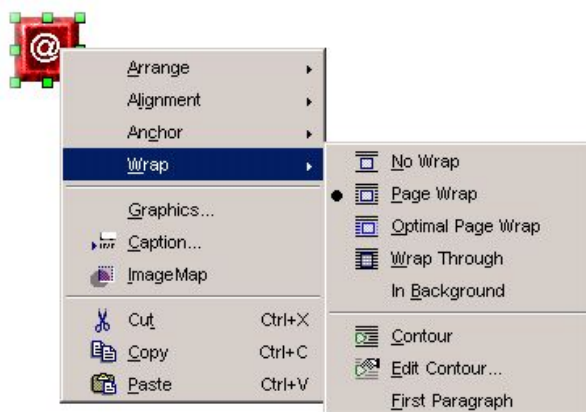 @
Arrange
Alignment
Anchor
Wrap
Graphics...
Caption...
ImageMap
Cut Ctrl+X
Copy Ctrl+C
Paste Ctrl+V
No Wrap
Page Wrap
Optimal Page Wrap
Wrap Through
In Background
Contour
Edit Contour...
First Paragraph